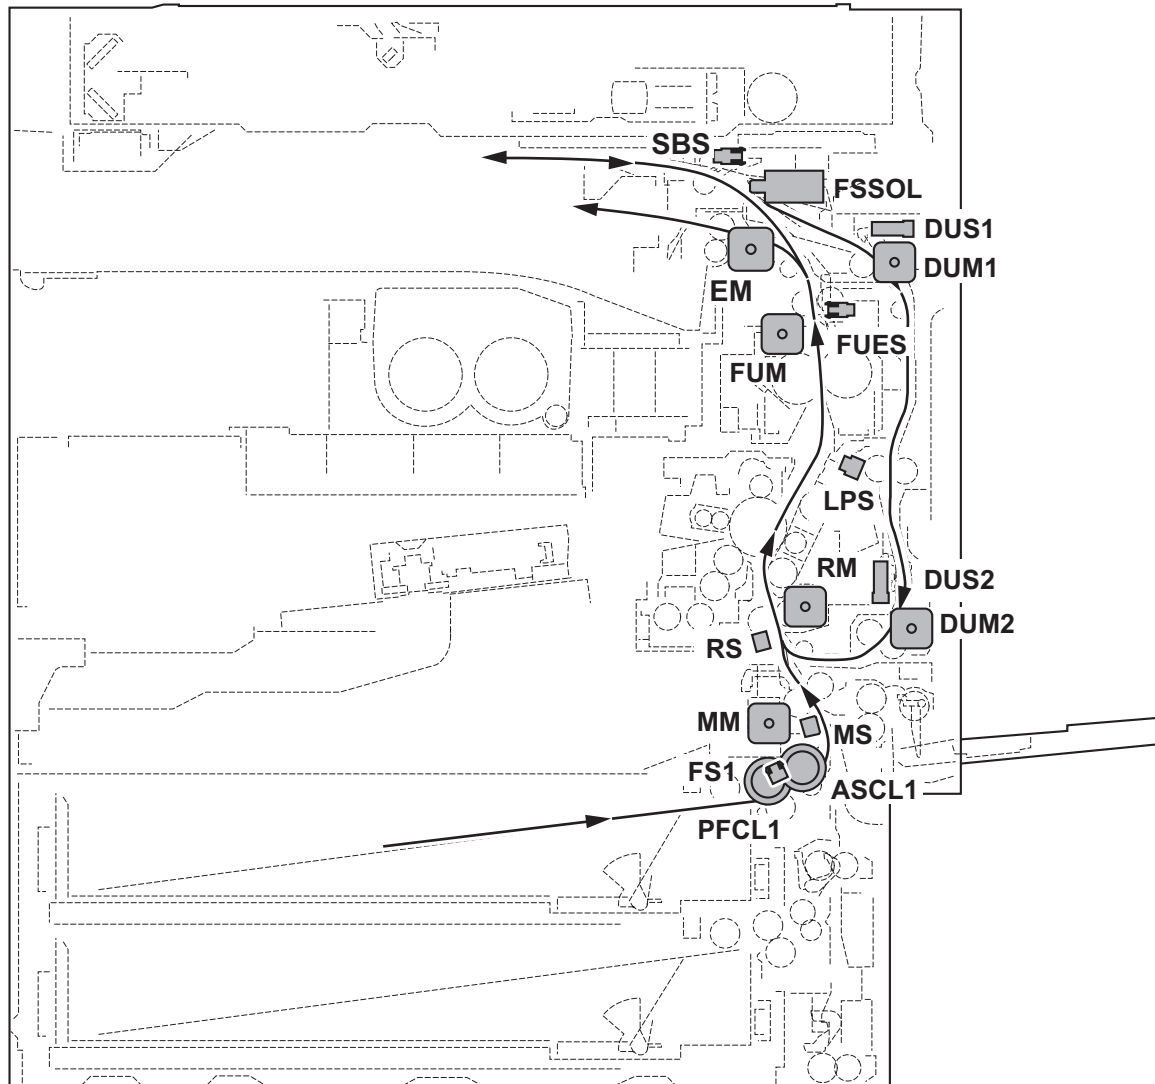 SBS
FSSOL
DUS1
DUM1
EM
FUES
FUM
LPS
RM
DUS2
DUM2
RS
MM
MS
FS1
ASCL1
PFCL1